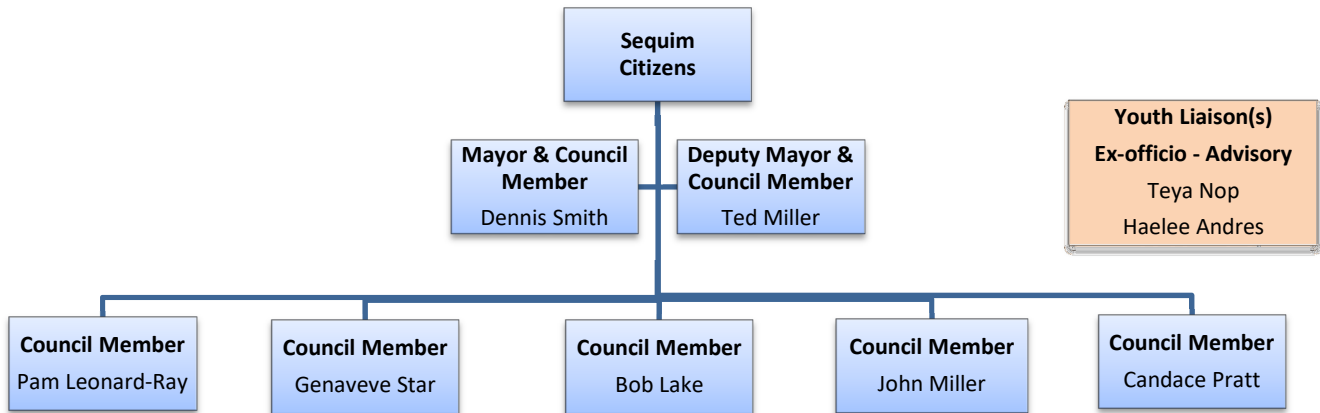 Sequim
Citizens
Mayor & Council
Member
Dennis Smith
Deputy Mayor &
Council Member
Ted Miller
Youth Liaison(s)
Ex-officio - Advisory
Teya Nop
Haelee Andres
Council Member
Pam Leonard-Ray
Council Member
Genaveve Star
Council Member
Bob Lake
Council Member
John Miller
Council Member
Candace Pratt